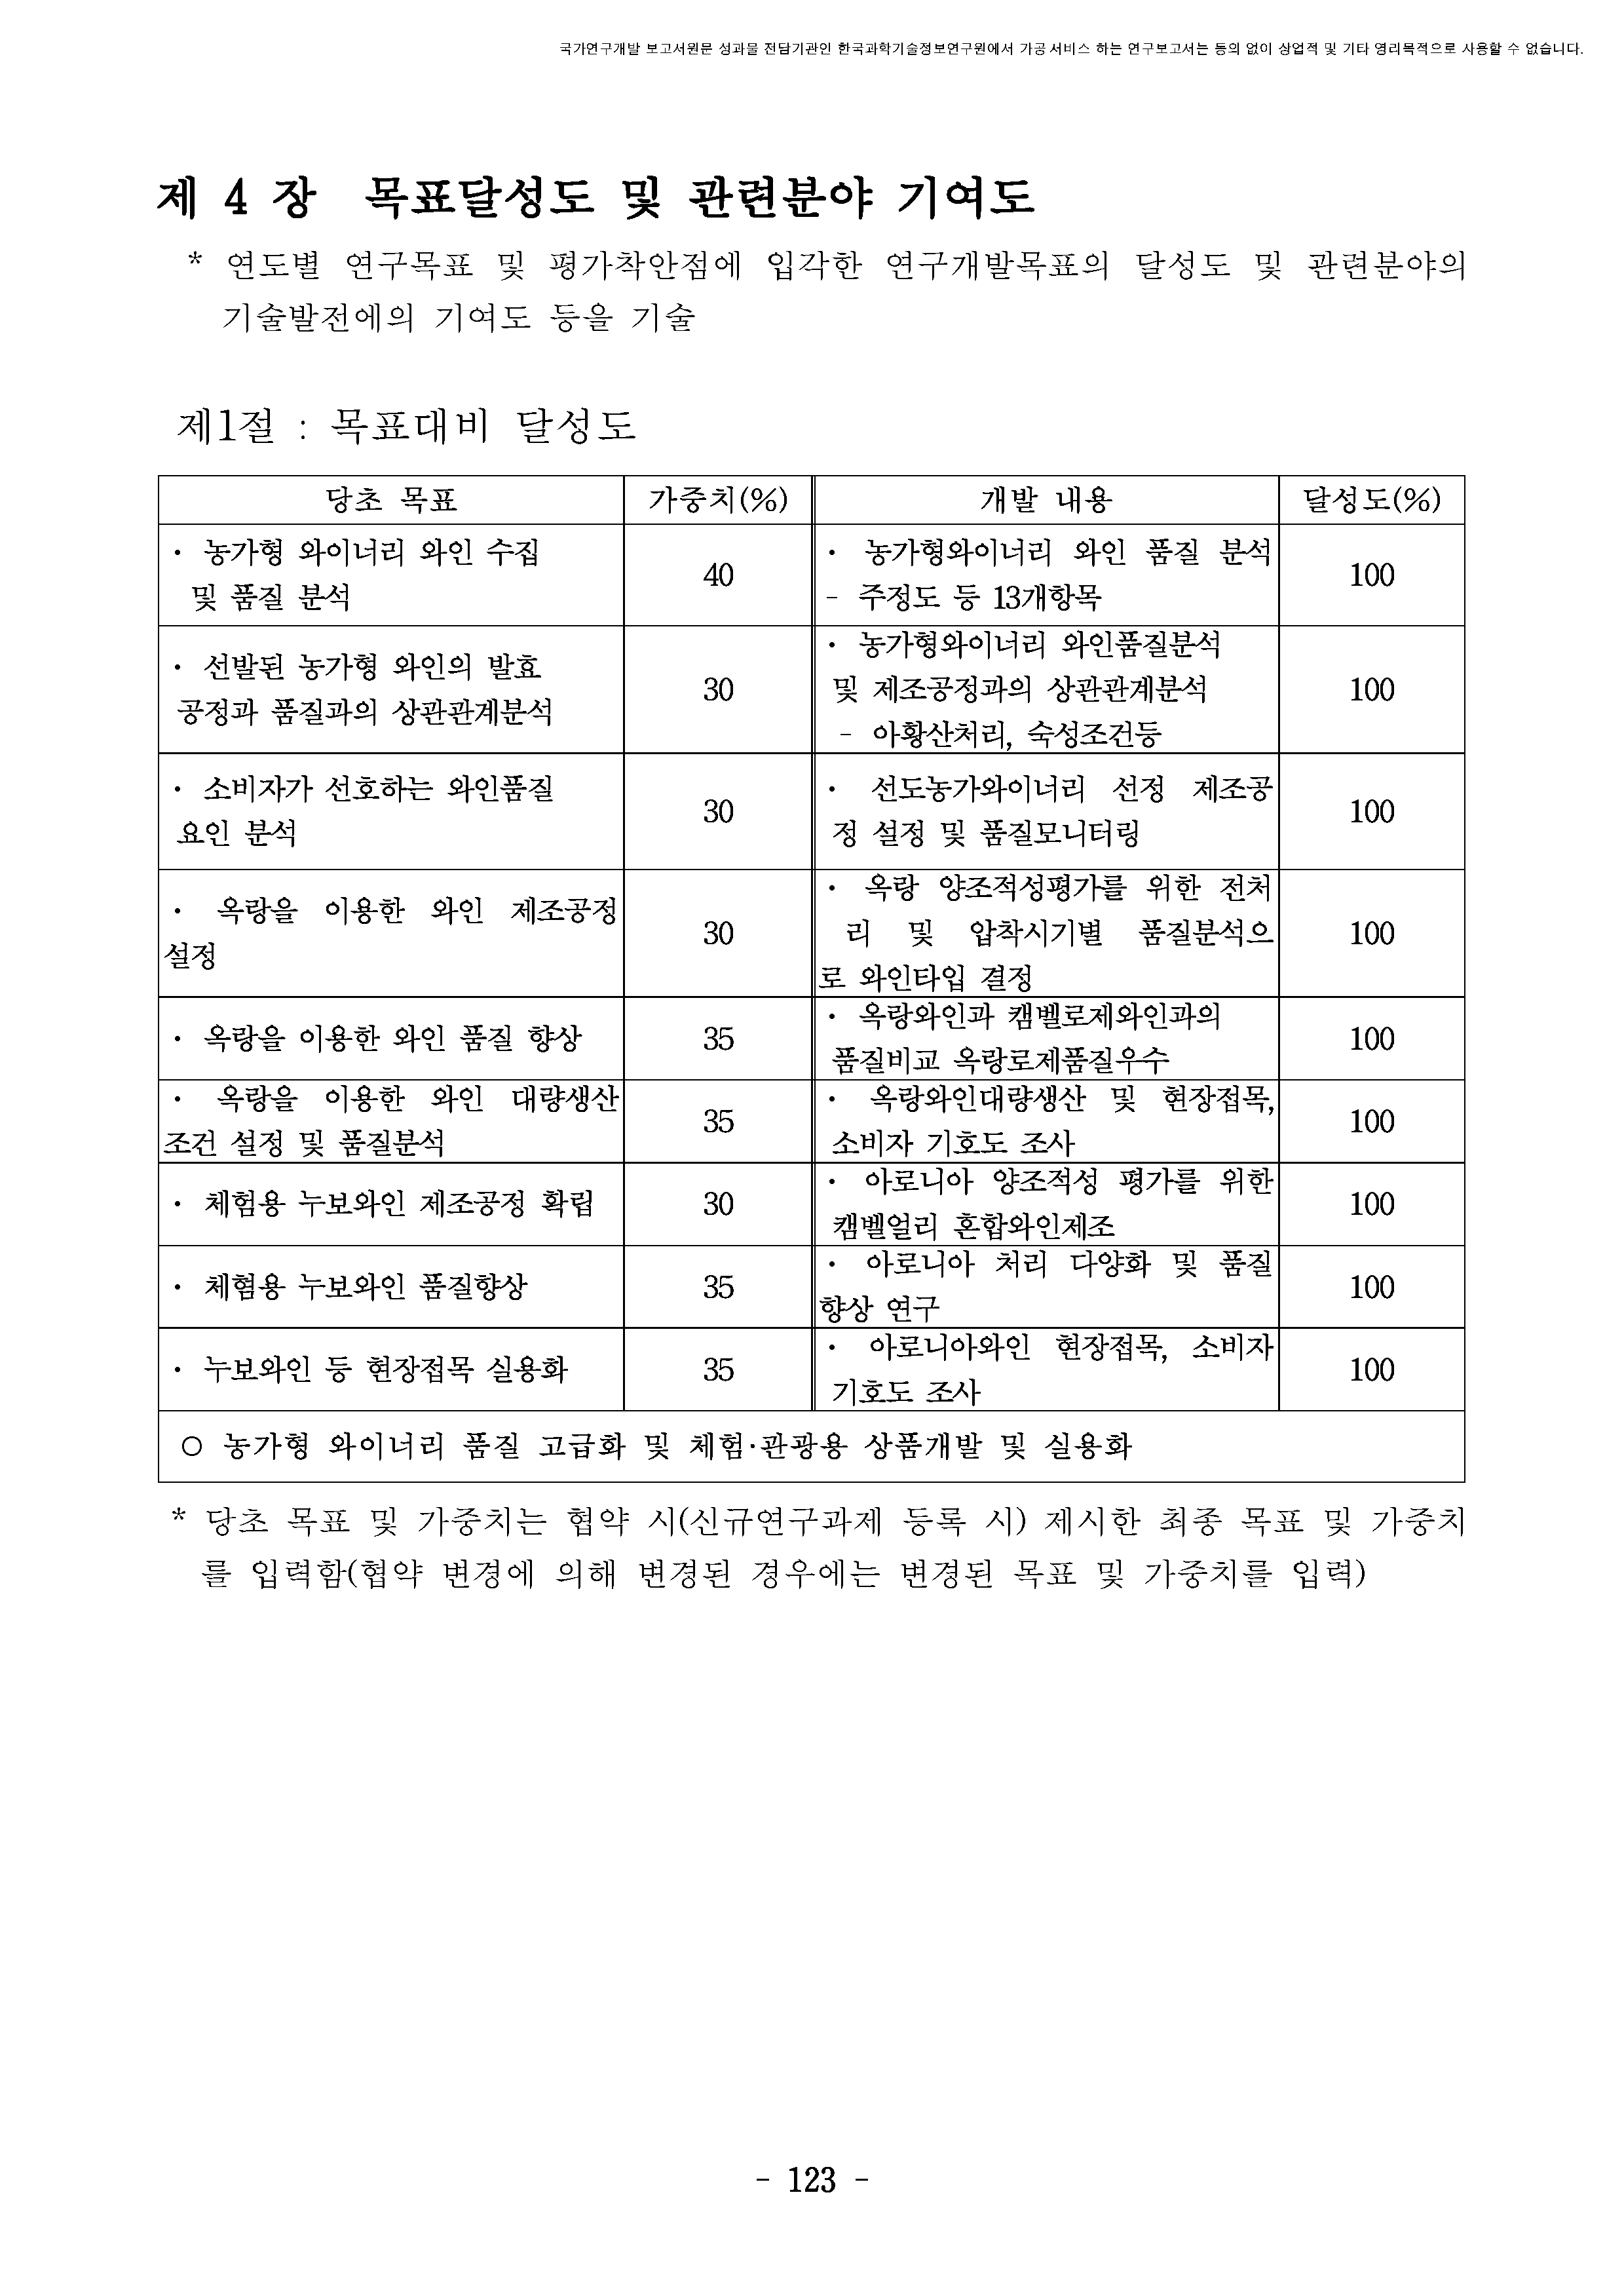 국가연구개발 보고서원문 성과물 전담기관인 한국과학기술정보연구원에서 가공·서비스 하는 연구보고서는 동의 없이 상업적 및 기타 영리목적으로 사용할 수 없습니다.
제 4 장 목표달성도 및 관련분야 기여도
* 연도별 연구목표 및 평가착안점에 입각한 연구개발목표의 달성도 및 관련분야의
기술발전에의 기여도 등을 기술
제1절 : 목표대비 달성도
당초 목표 가중치(%) 개발 내용 달성도(%)
· 농가형 와이너리 와인 수집
및 품질 분석
40
· 농가형와이너리 와인 품질 분석
- 주정도 등 13개항목
100
· 선발된 농가형 와인의 발효
공정과 품질과의 상관관계분석
30
· 농가형와이너리 와인품질분석
및 제조공정과의 상관관계분석
- 아황산처리, 숙성조건등
100
· 소비자가 선호하는 와인품질
요인 분석
30
· 선도농가와이너리 선정 제조공
정 설정 및 품질모니터링
100
· 옥랑을 이용한 와인 제조공정
설정
30
· 옥랑 양조적성평가를 위한 전처
리 및 압착시기별 품질분석으
로 와인타입 결정
100
· 옥랑을 이용한 와인 품질 향상
35
· 옥랑와인과 캠벨로제와인과의
품질비교 옥랑로제품질우수
100
· 옥랑을 이용한 와인 대량생산
조건 설정 및 품질분석
35
· 옥랑와인대량생산 및 현장접목,
소비자 기호도 조사
100
· 체험용 누보와인 제조공정 확립
30
· 아로니아 양조적성 평가를 위한
캠벨얼리 혼합와인제조
100
· 체험용 누보와인 품질향상
35
· 아로니아 처리 다양화 및 품질
향상 연구
100
· 누보와인 등 현장접목 실용화
35
· 아로니아와인 현장접목, 소비자
기호도 조사
100
○ 농가형 와이너리 품질 고급화 및 체험·관광용 상품개발 및 실용화
* 당초 목표 및 가중치는 협약 시(신규연구과제 등록 시) 제시한 최종 목표 및 가중치
를 입력함(협약 변경에 의해 변경된 경우에는 변경된 목표 및 가중치를 입력)
- 123 -